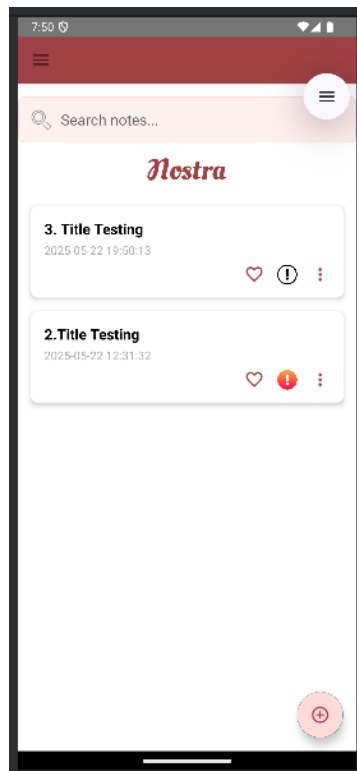 7:50
Search notes...
Nostra
3. Title Testing
2025-05-22 19:50:13
2.Title Testing
2025-05-22 12:31:32